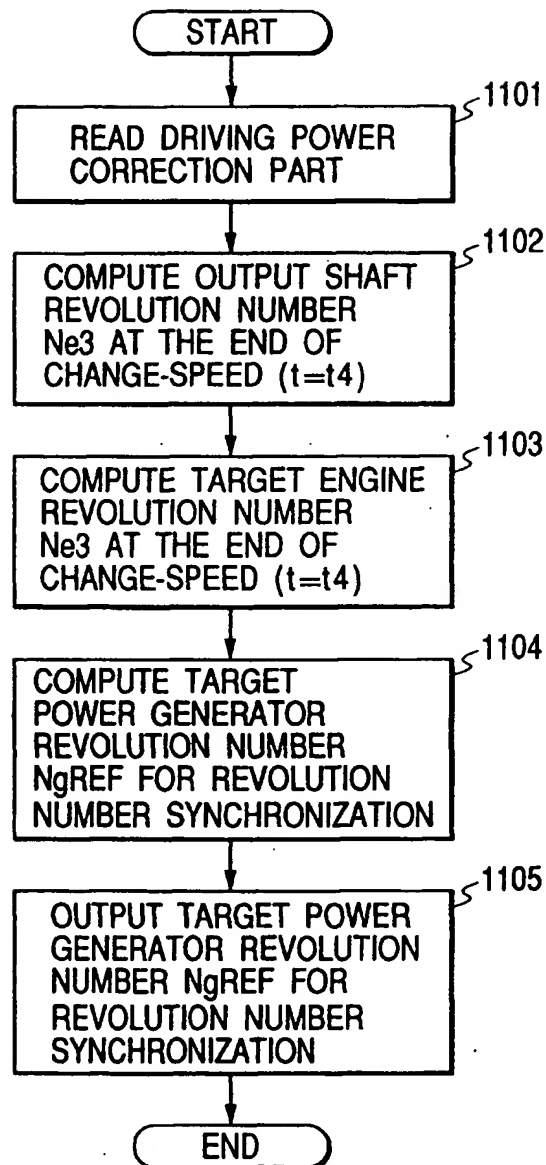 START
1101
READ DRIVING POWER
CORRECTION PART
1102
COMPUTE OUTPUT SHAFT
REVOLUTION NUMBER
Ne3 AT THE END OF
CHANGE-SPEED (t=t4)
1103
COMPUTE TARGET ENGINE
REVOLUTION NUMBER
Ne3 AT THE END OF
CHANGE-SPEED (t=t4)
1104
COMPUTE TARGET
POWER GENERATOR
REVOLUTION NUMBER
NgREF FOR REVOLUTION
NUMBER SYNCHRONIZATION
1105
OUTPUT TARGET POWER
GENERATOR REVOLUTION
NUMBER NgREF FOR
REVOLUTION NUMBER
SYNCHRONIZATION
END